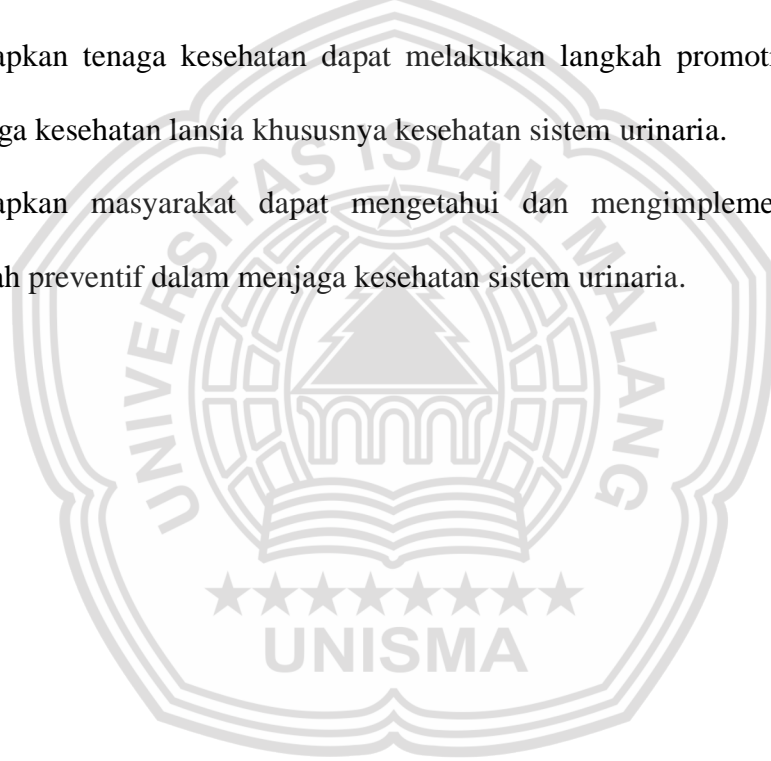 apkan tenaga kesehatan dapat melakukan langkah promoti
ga kesehatan lansia khususnya kesehatan sistem urinaria.
apkan masyarakat dapat mengetahui dan mengimpleme
ah preventif dalam menjaga kesehatan sistem urinaria.
UNIVERSITAS ISLAM MALANG
UNISMA